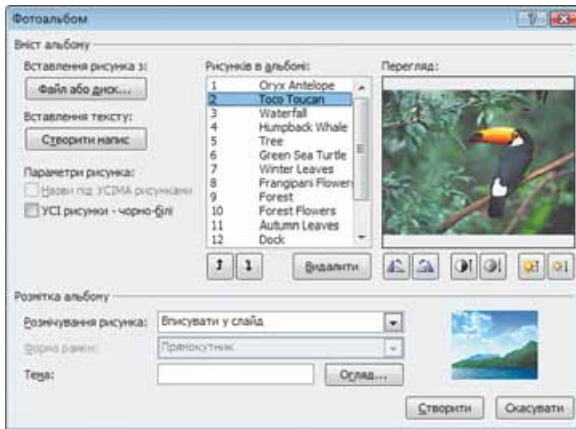 Фотоальбом
Вміст альбому
Вставлення рисунка з:
Файл або диск...
Вставлення тексту:
Створити напис
Параметри рисунка:
Назви під УСІМА рисунками
УСІ рисунки - чорно-білі
Рисунків в альбомі:
1 Oryx Antelope
2 Toco Toucan
3 Waterfall
4 Humpback Whale
5 Tree
6 Green Sea Turtle
7 Winter Leaves
8 Frangipani Flowers
9 Forest
10 Forest Flowers
11 Autumn Leaves
12 Dock
Видалити
Перегляд:
Розмітка альбому
Розмічування рисунка: Вписувати у слайд
Форма рамки: Прямокутник
Тема: Огляд...
Створити Скасувати